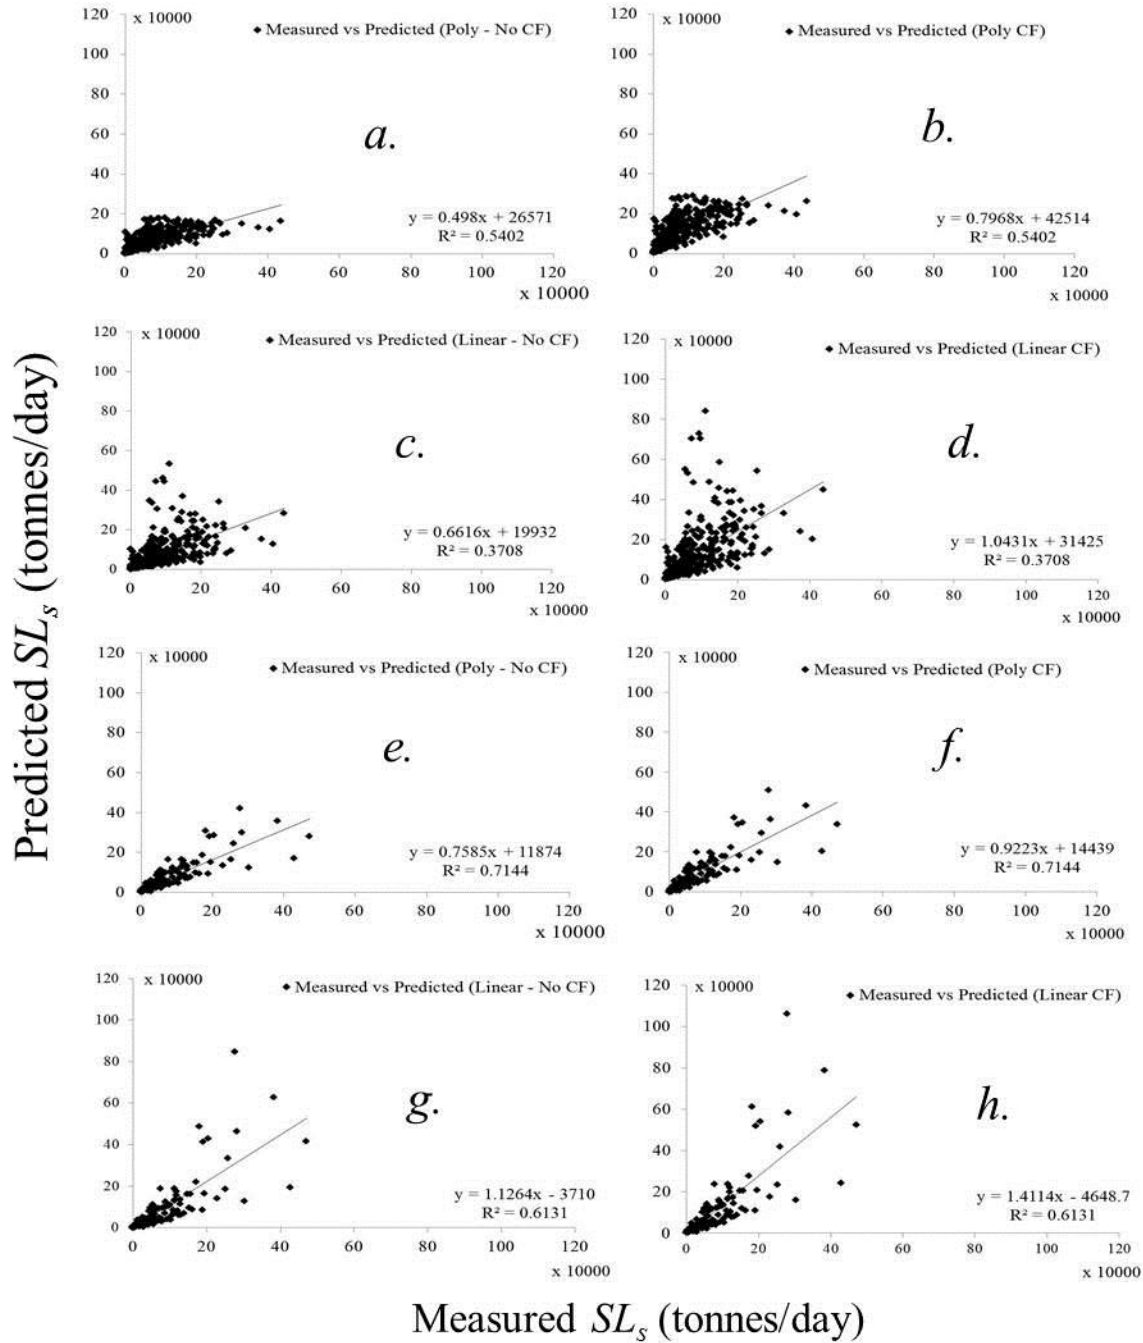 Predicted SLs (tonnes/day)
120 x 10000
◆ Measured vs Predicted (Poly - No CF)
100
80
60
a.
40
20
y = 0.498x + 26571
R² = 0.5402
0
0 20 40 60 80 100 120
x 10000
120 x 10000
◆ Measured vs Predicted (Poly CF)
100
80
60
b.
40
20
y = 0.7968x + 42514
R² = 0.5402
0
0 20 40 60 80 100 120
x 10000
120 x 10000
◆ Measured vs Predicted (Linear - No CF)
100
80
60
c.
40
20
y = 0.6616x + 19932
R² = 0.3708
0
0 20 40 60 80 100 120
x 10000
120 x 10000
◆ Measured vs Predicted (Linear CF)
100
80
60
d.
40
20
y = 1.0431x + 31425
R² = 0.3708
0
0 20 40 60 80 100 120
x 10000
120 x 10000
◆ Measured vs Predicted (Poly - No CF)
100
80
60
e.
40
20
y = 0.7585x + 11874
R² = 0.7144
0
0 20 40 60 80 100 120
x 10000
120 x 10000
◆ Measured vs Predicted (Poly CF)
100
80
60
f.
40
20
y = 0.9223x + 14439
R² = 0.7144
0
0 20 40 60 80 100 120
x 10000
120 x 10000
◆ Measured vs Predicted (Linear - No CF)
100
80
60
g.
40
20
y = 1.1264x - 3710
R² = 0.6131
0
0 20 40 60 80 100 120
x 10000
120 x 10000
◆ Measured vs Predicted (Linear CF)
100
80
60
h.
40
20
y = 1.4114x - 4648.7
R² = 0.6131
0
0 20 40 60 80 100 120
x 10000
Measured SLs (tonnes/day)